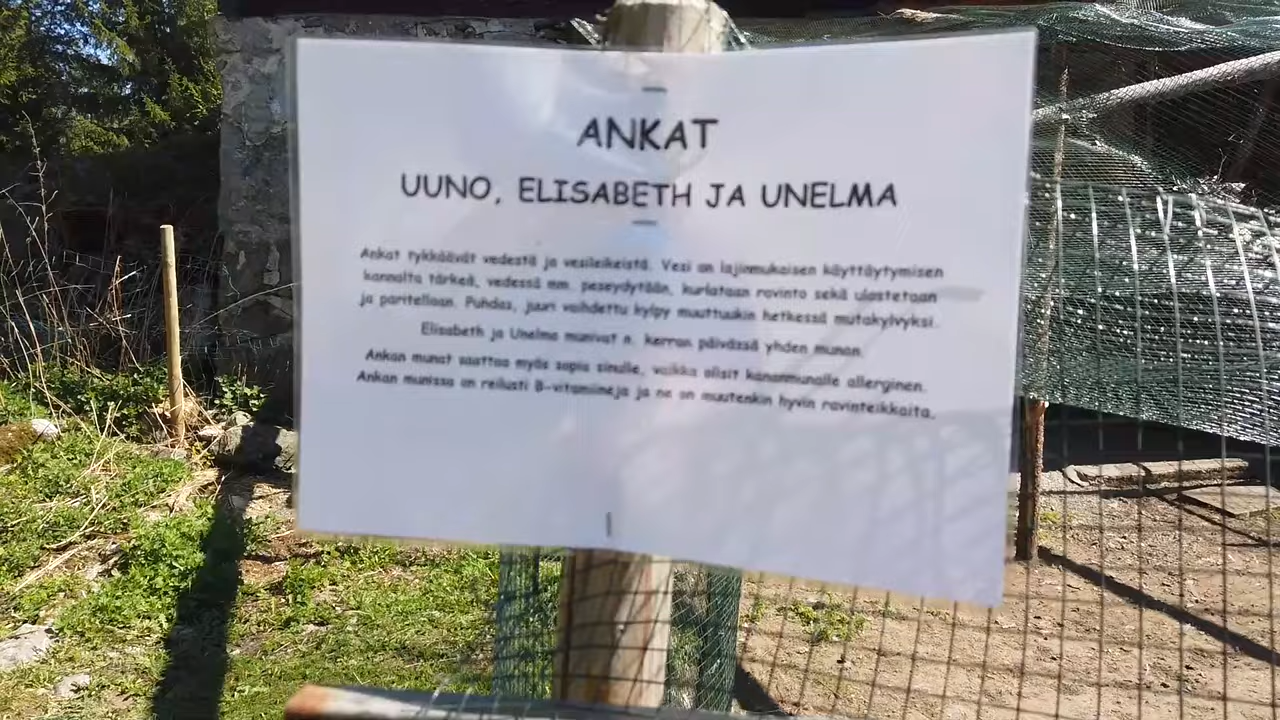 ANKAT
UUNO, ELISABETH JA UNELMA
Ankat tykkäävät vedestä ja vesileikeistä. Vesi on lajinmukaisen käyttäytymisen
kannalta tärkeä, vedessä mm. peseydytään, kurlataan ravinto sekä ulostetaan
ja paritellaan. Puhdas, juuri vaihdettu kylpy muuttuukin hetkessä mutakylvyksi.
Elisabeth ja Unelma munivat n. kerran päivässä yhden munan.
Ankan munat saattaa myös sopia sinulle, vaikka olisit kananmunalle allerginen.
Ankan munissa on reilusti B-vitamiineja ja ne on muutenkin hyvin ravinteikkaita.